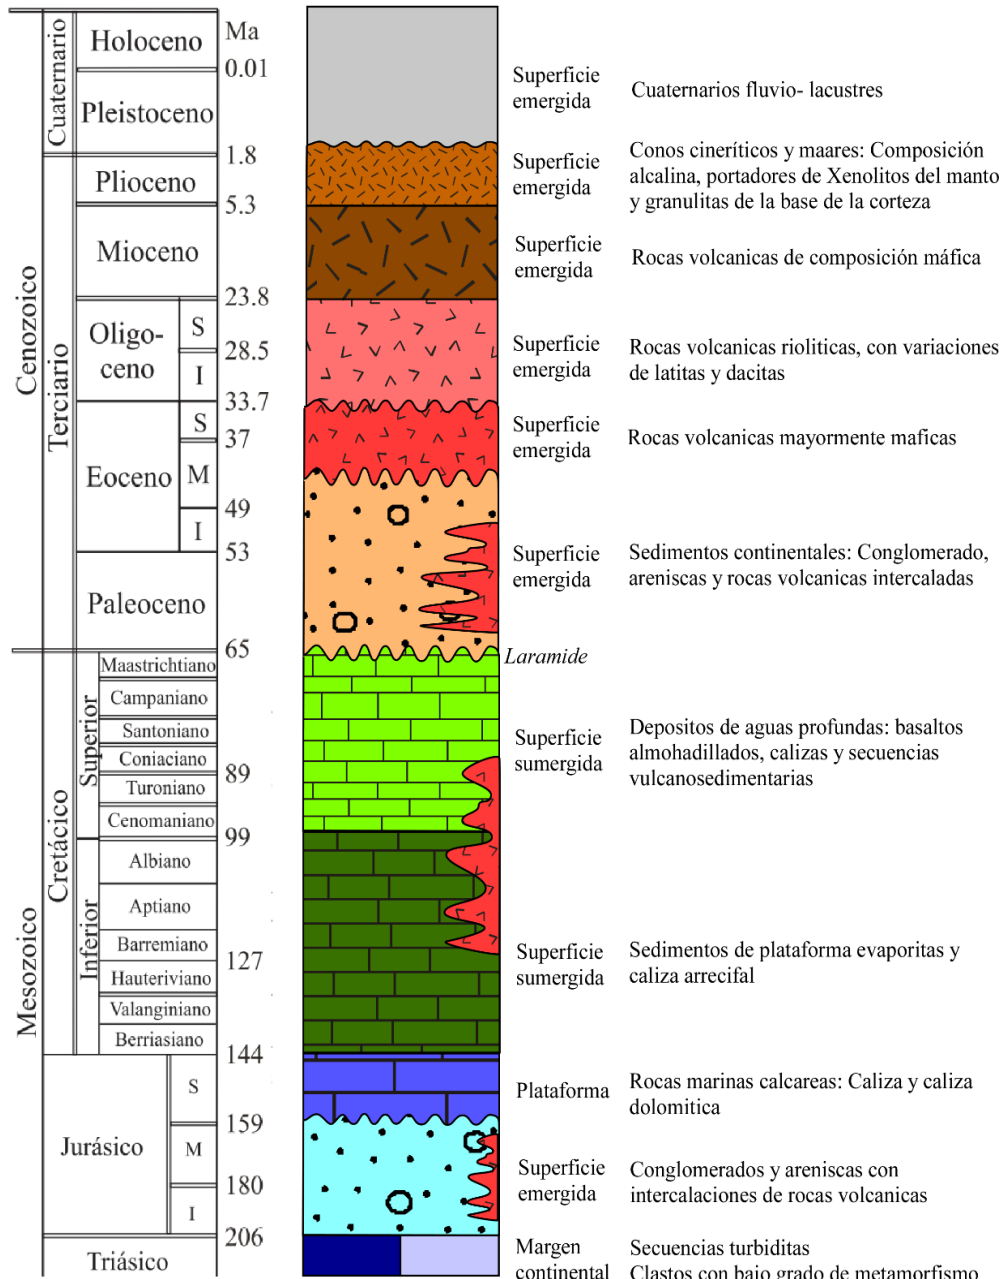 Cenozoico
Mesozoico
Cuaternario
Terciario
Cretácico
Superior
Inferior
Holoceno
Pleistoceno
Plioceno
Mioceno
Oligo-
ceno
S
I
Eoceno
S
M
I
Paleoceno
Maastrichtiano
Campaniano
Santoniano
Coniaciano
Turoniano
Cenomaniano
Albiano
Aptiano
Barremiano
Hauteriviano
Valanginiano
Berriasiano
Jurásico
S
M
I
Triásico
Ma
0.01
1.8
5.3
23.8
28.5
33.7
37
49
53
65
89
99
127
144
159
180
206
Superficie
emergida
Cuaternarios fluvio- lacustres
Superficie
emergida
Conos cineríticos y maares: Composición
alcalina, portadores de Xenolitos del manto
y granulitas de la base de la corteza
Superficie
emergida
Rocas volcanicas de composición máfica
Superficie
emergida
Rocas volcanicas rioliticas, con variaciones
de latitas y dacitas
Superficie
emergida
Rocas volcanicas mayormente maficas
Superficie
emergida
Sedimentos continentales: Conglomerado,
areniscas y rocas volcanicas intercaladas
Laramide
Superficie
sumergida
Depositos de aguas profundas: basaltos
almohadillados, calizas y secuencias
vulcanosedimentarias
Superficie
sumergida
Sedimentos de plataforma evaporitas y
caliza arrecifal
Plataforma
Rocas marinas calcareas: Caliza y caliza
dolomitica
Superficie
emergida
Conglomerados y areniscas con
intercalaciones de rocas volcanicas
Margen
continental
Secuencias turbiditas
Clastos con bajo grado de metamorfismo